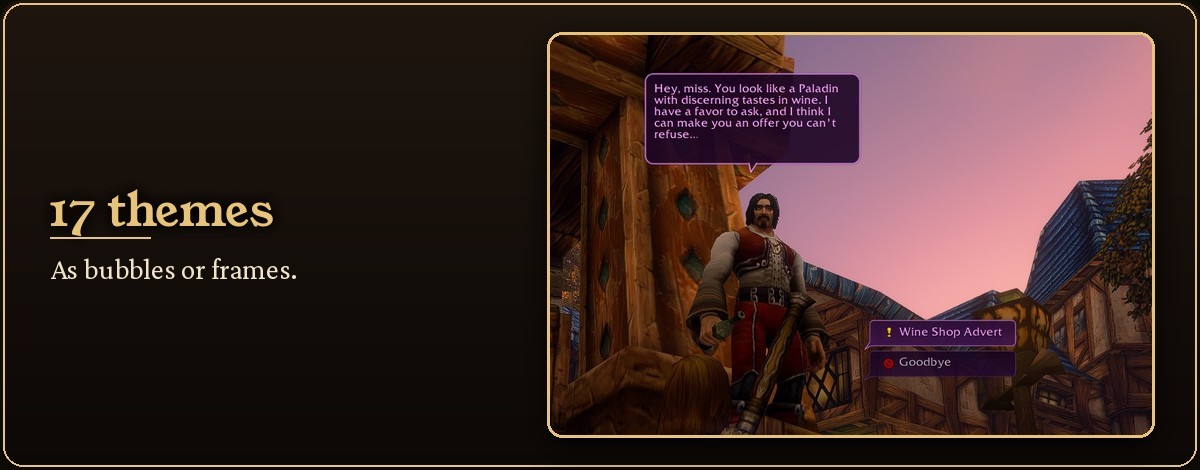 17 themes
As bubbles or frames.
Hey, miss. You look like a Paladin
with discerning tastes in wine. I
have a favor to ask, and I think I
can make you an offer you can't
refuse...
Wine Shop Advert
Goodbye